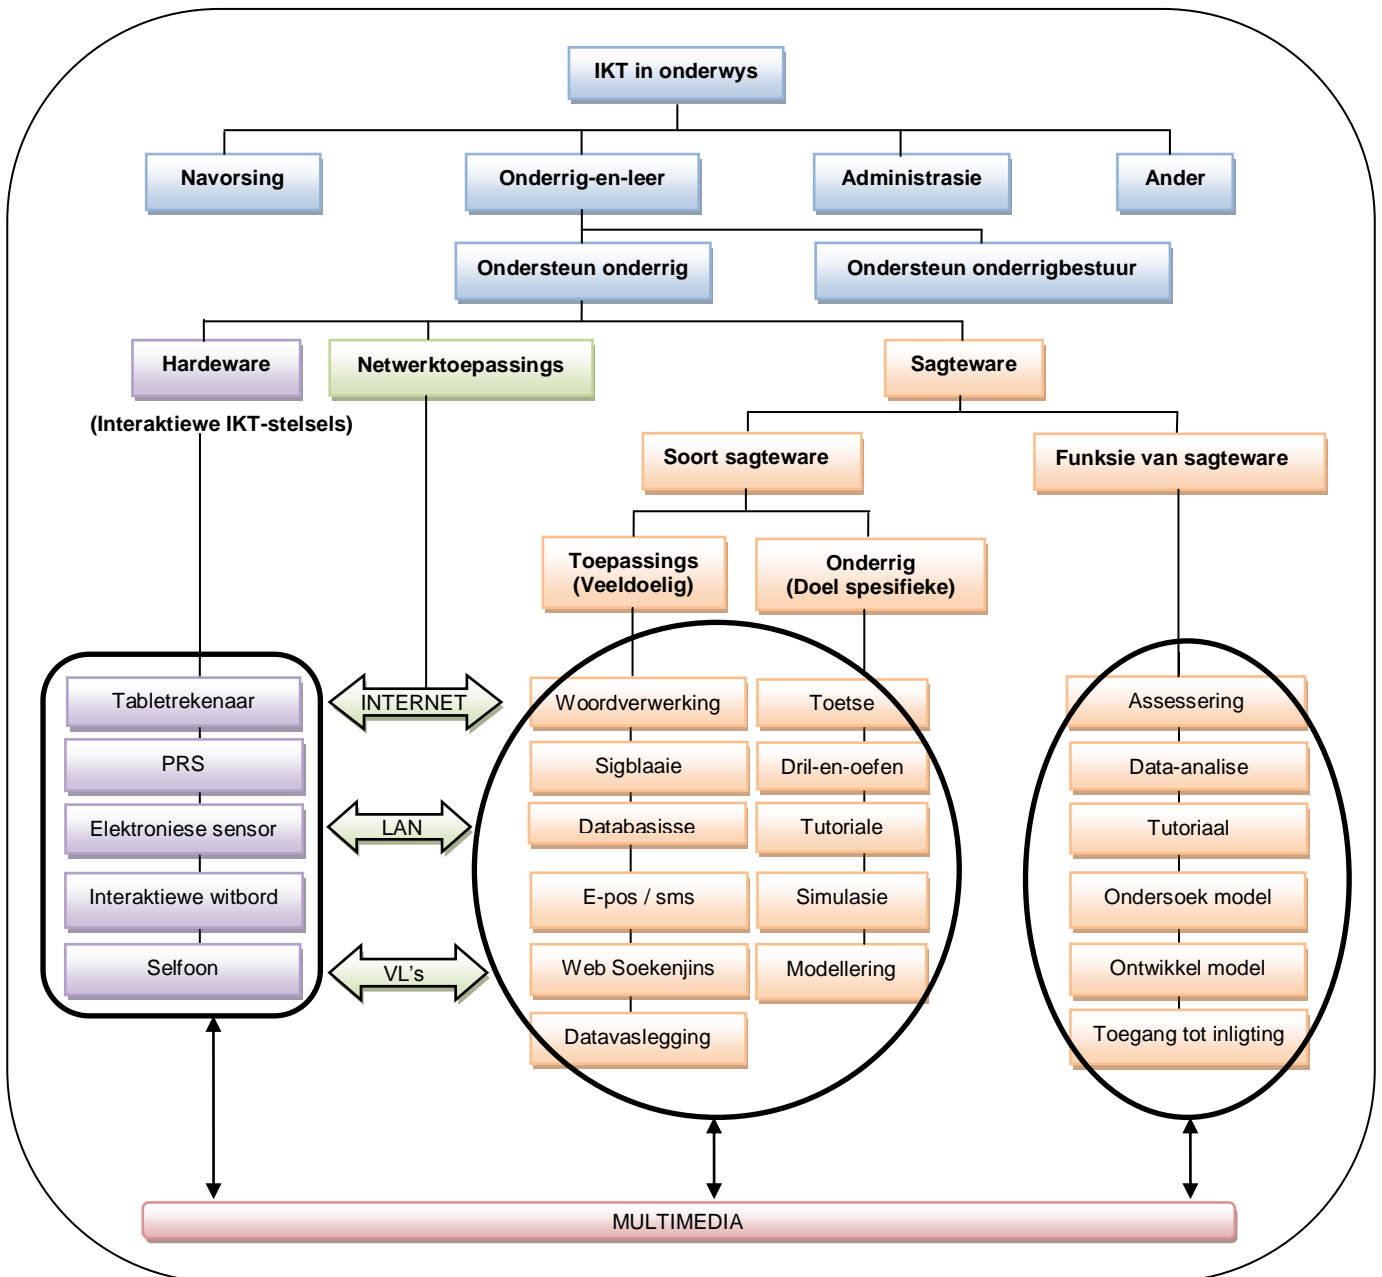 IKT in onderwys
Navorsing
Onderrig-en-leer
Administrasie
Ander
Ondersteun onderrig
Ondersteun onderrigbestuur
Hardeware
Netwerktoepassings
Sagteware
(Interaktiewe IKT-stelsels)
Soort sagteware
Funksie van sagteware
Toepassings
(Veeldoelig)
Onderrig
(Doel spesifieke)
Tabletrekenaar
PRS
Elektroniese sensor
Interaktiewe witbord
Selfoon
INTERNET
LAN
VL's
Woordverwerking
Sigblaaie
Databasisse
E-pos / sms
Web Soekenjins
Datavaslegging
Toetse
Dril-en-oefen
Tutoriale
Simulasie
Modellering
Assessering
Data-analise
Tutoriaal
Ondersoek model
Ontwikkel model
Toegang tot inligting
MULTIMEDIA